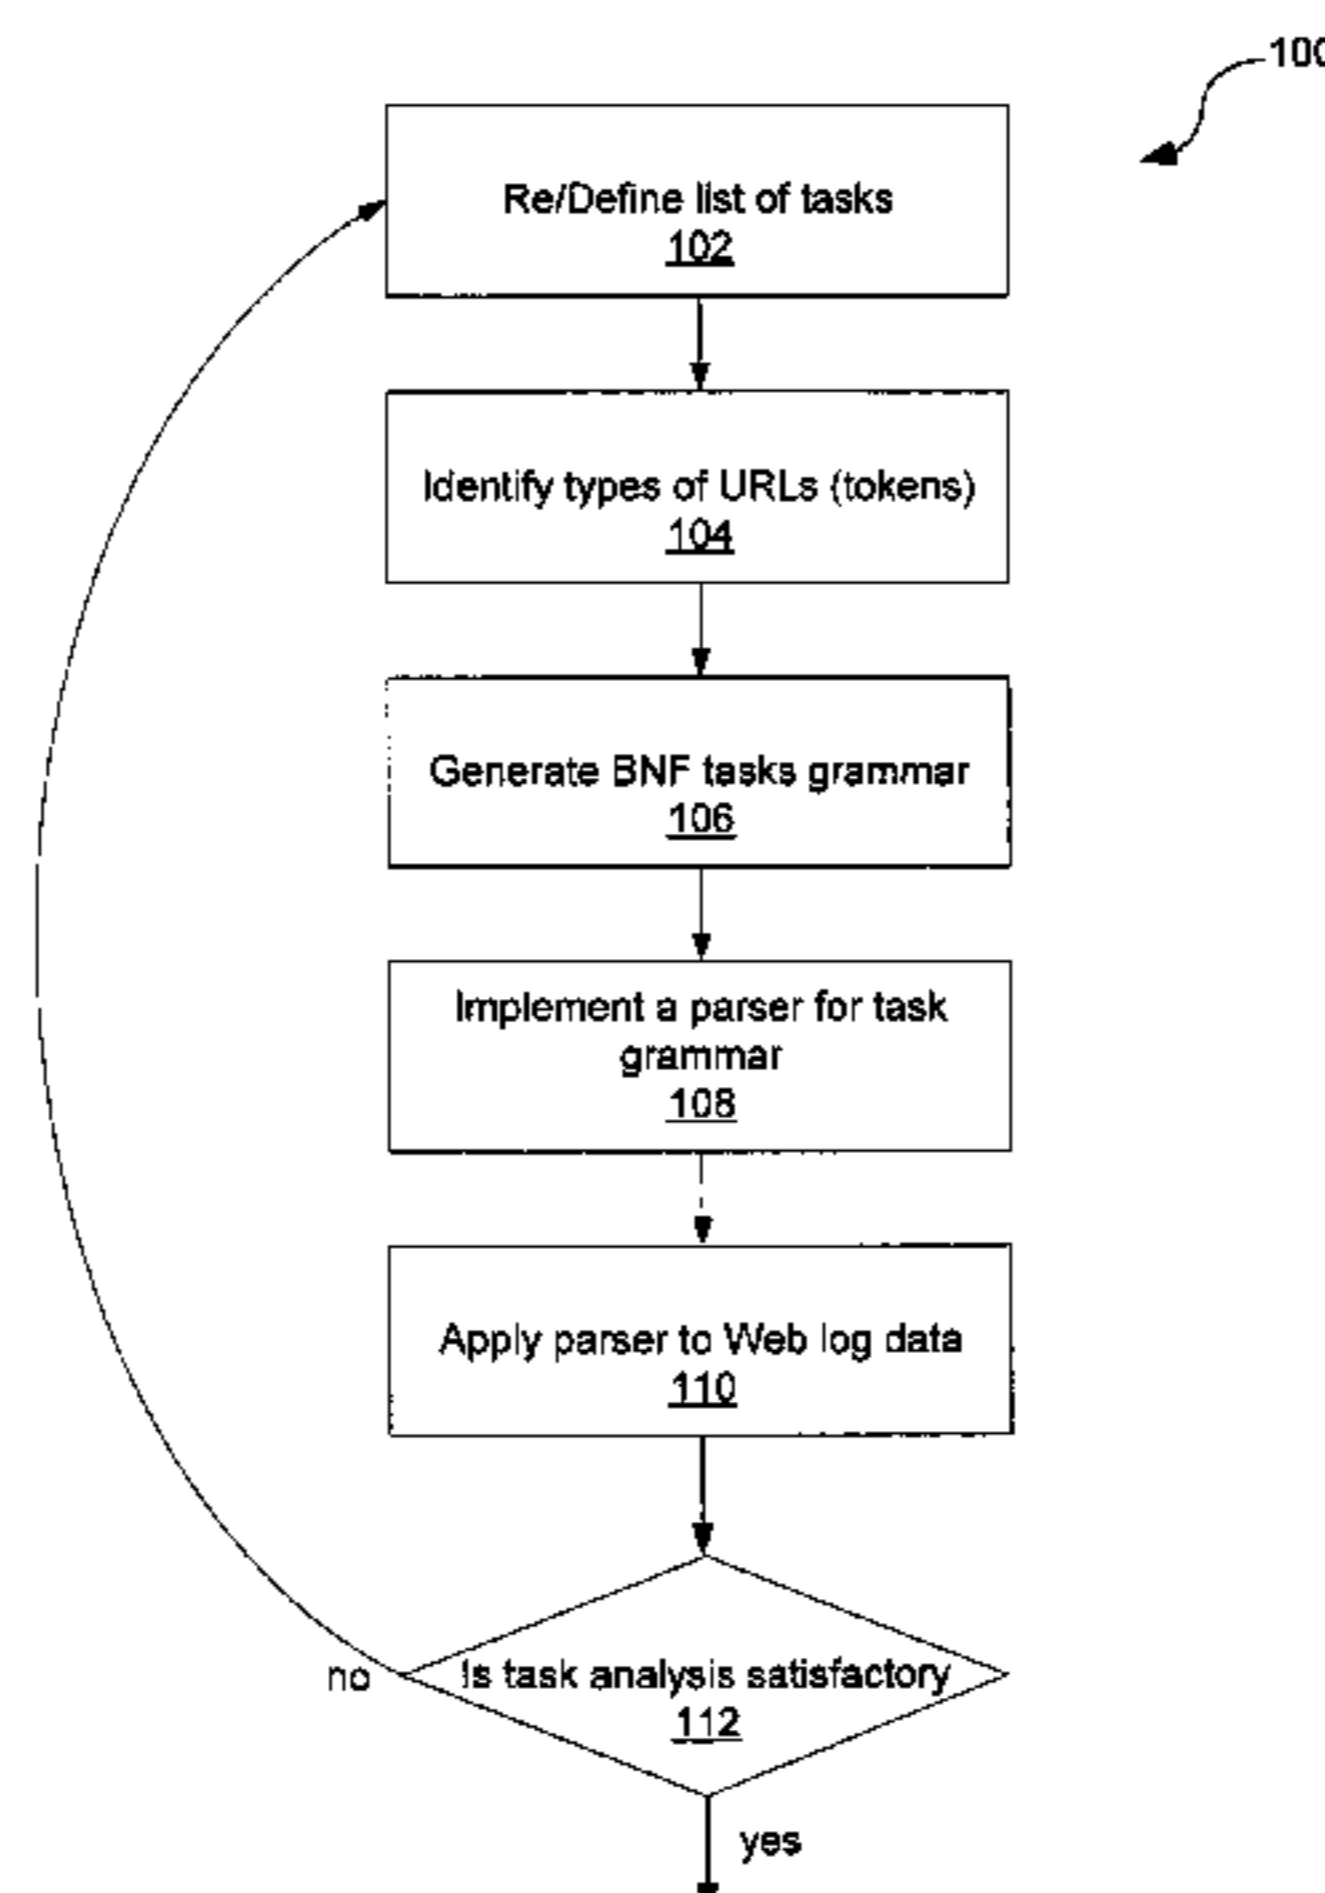 100
Re/Define list of tasks
102
Identify types of URLs (tokens)
104
Generate BNF tasks grammar
106
Implement a parser for task
grammar
108
Apply parser to Web log data
110
no
Is task analysis satisfactory
112
yes